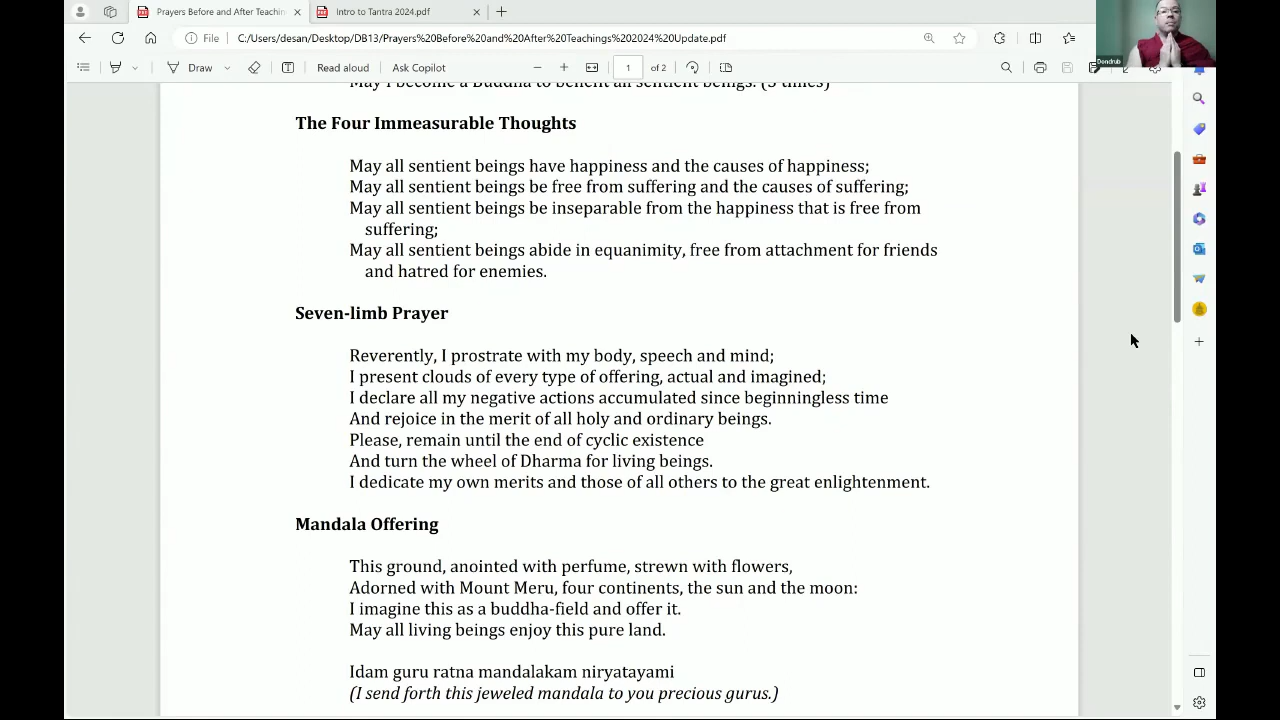 Prayers Before and After Teachin
Intro to Tantra 2024.pdf
File
C:/Users/desan/Desktop/DB13/Prayers%20Before%20and%20After%20Teachings%202024%20Update.pdf
Draw
Read aloud
Ask Copilot
1
of 2
Dondrub
May I become a Buddha to benefit all sentient beings. (3 times)
The Four Immeasurable Thoughts
May all sentient beings have happiness and the causes of happiness;
May all sentient beings be free from suffering and the causes of suffering;
May all sentient beings be inseparable from the happiness that is free from
suffering;
May all sentient beings abide in equanimity, free from attachment for friends
and hatred for enemies.
Seven-limb Prayer
Reverently, I prostrate with my body, speech and mind;
I present clouds of every type of offering, actual and imagined;
I declare all my negative actions accumulated since beginningless time
And rejoice in the merit of all holy and ordinary beings.
Please, remain until the end of cyclic existence
And turn the wheel of Dharma for living beings.
I dedicate my own merits and those of all others to the great enlightenment.
Mandala Offering
This ground, anointed with perfume, strewn with flowers,
Adorned with Mount Meru, four continents, the sun and the moon:
I imagine this as a buddha-field and offer it.
May all living beings enjoy this pure land.
Idam guru ratna mandalakam niryatayami
(I send forth this jeweled mandala to you precious gurus.)